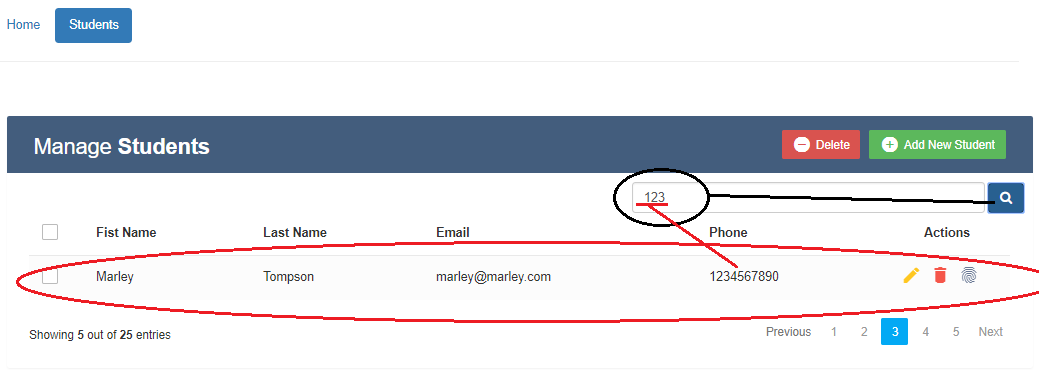 Home Students
Manage Students Delete Add New Student
123
Fist Name Last Name Email Phone Actions
Marley Tompson marley@marley.com 1234567890
Showing 5 out of 25 entries Previous 1 2 3 4 5 Next